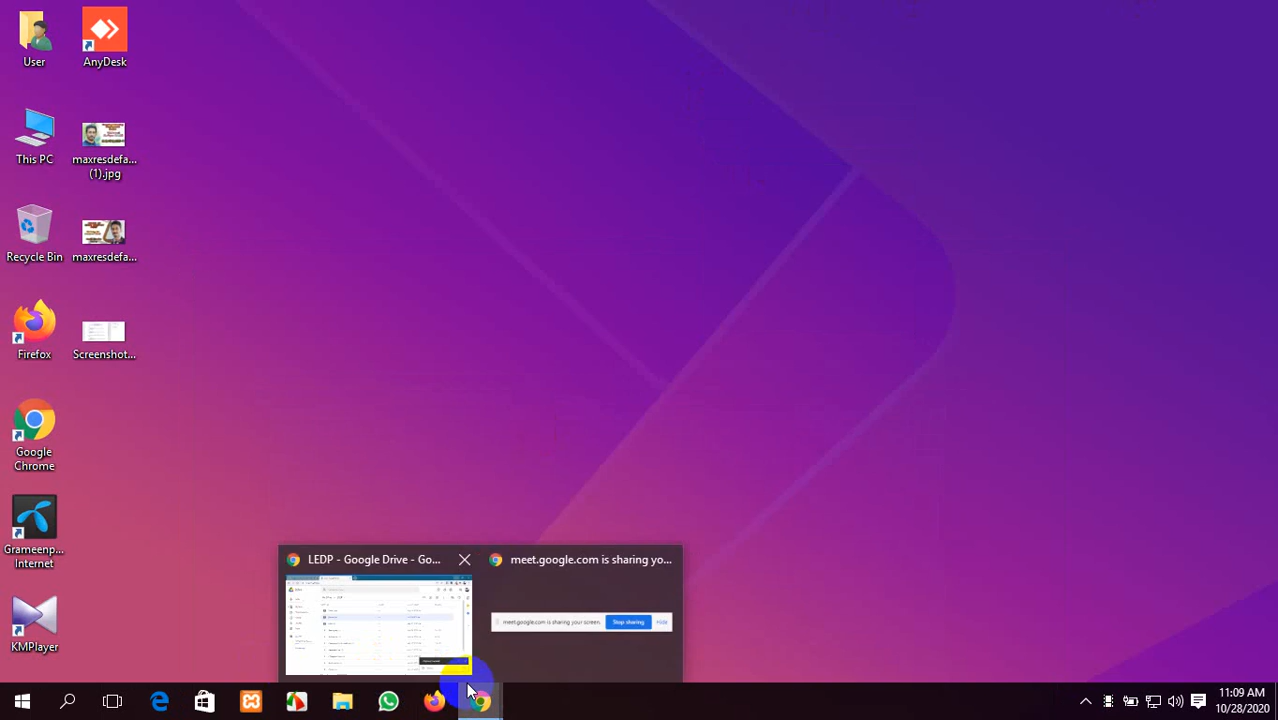 User
AnyDesk
This PC
maxresdefa...
(1).jpg
Recycle Bin
maxresdefa...
Firefox
Screenshot...
Google
Chrome
Grameenp...
Internet
KMPlayer
LEDP - Google Drive - Go...
meet.google.com is sharing yo...
meet.google.com is sharing your screen.
Stop sharing
Hide
11:09 AM
10/28/2020